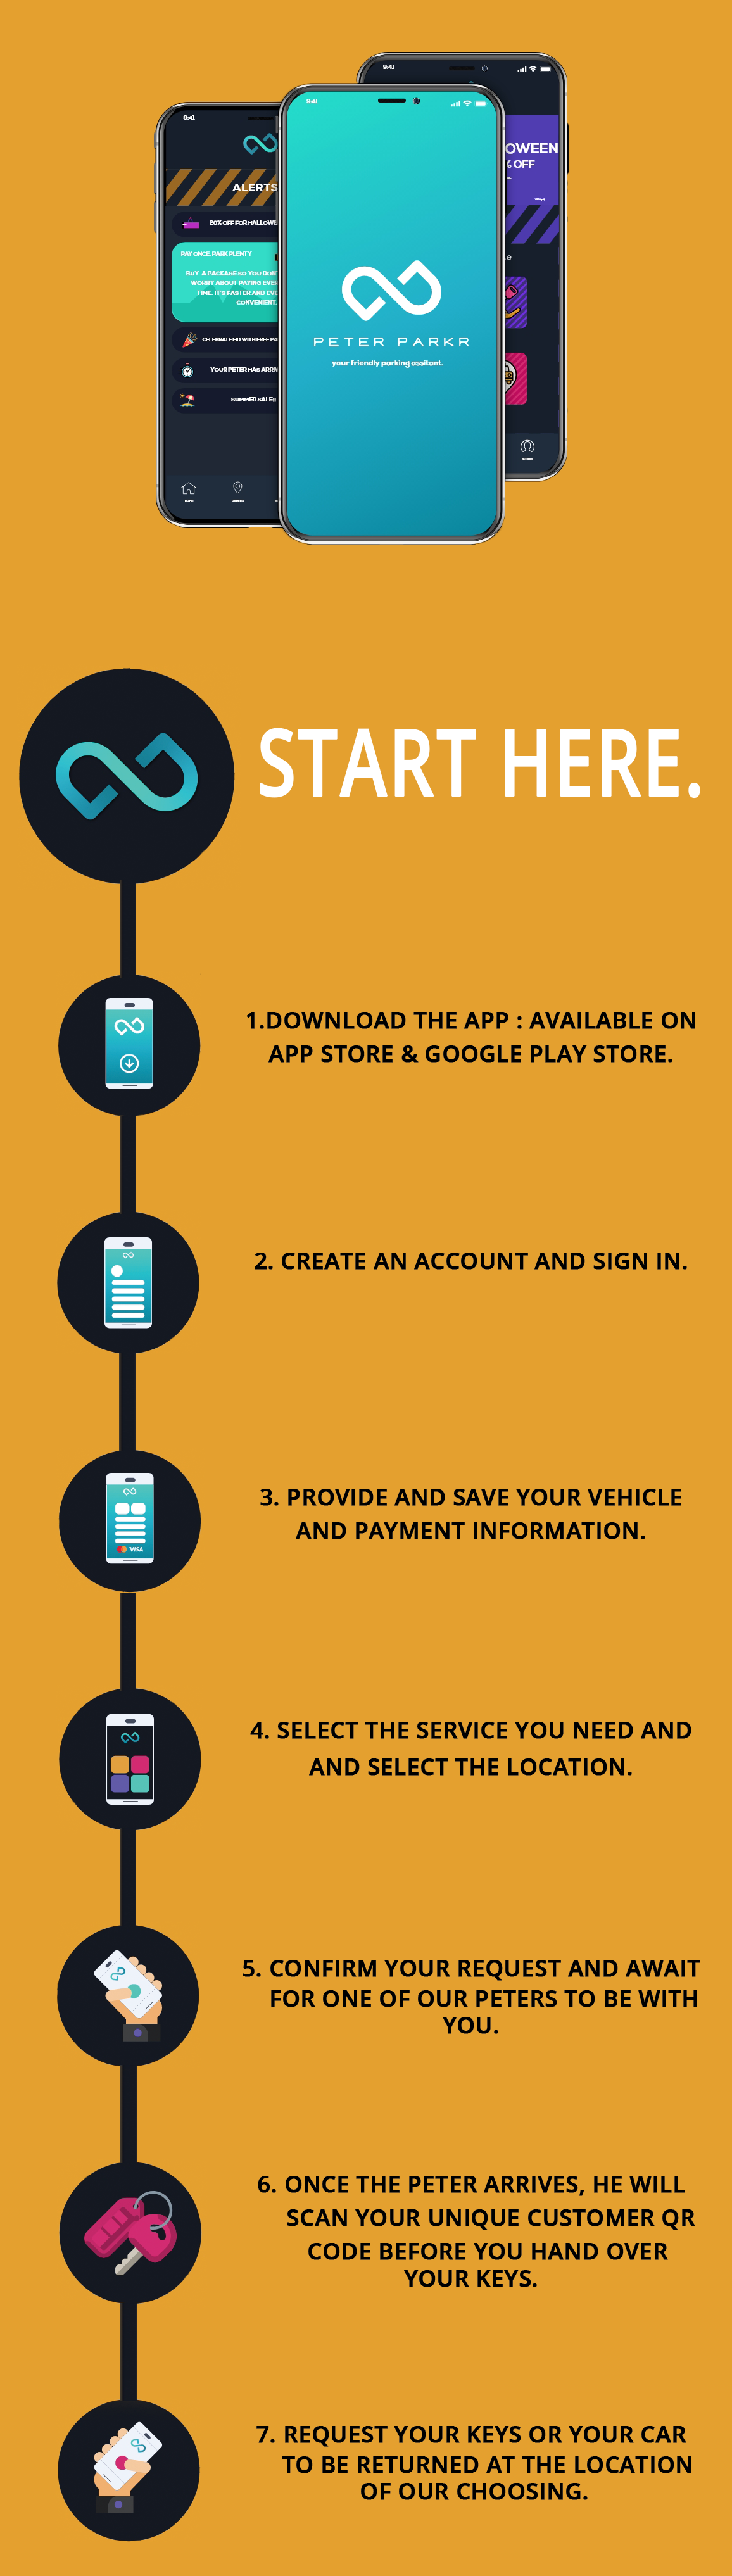 9:41
9:41
9:41
ALERTS
20% OFF FOR HALLOWE
PAY ONCE, PARK PLENTY
BUY A PACKAGE SO YOU DON'T
WORRY ABOUT PAYING EVE
TIME. IT'S FASTER AND EVE
CONVENIENT.
CELEBRATE EID WITH FREE PA
YOUR PETER HAS ARRIV
SUMMER SALE!!
HOME
PETER PARKR
your friendly parking assitant.
OWEEN
% OFF
ce
START HERE.
1.DOWNLOAD THE APP : AVAILABLE ON
APP STORE & GOOGLE PLAY STORE.
2. CREATE AN ACCOUNT AND SIGN IN.
3. PROVIDE AND SAVE YOUR VEHICLE
AND PAYMENT INFORMATION.
VISA
4. SELECT THE SERVICE YOU NEED AND
AND SELECT THE LOCATION.
5. CONFIRM YOUR REQUEST AND AWAIT
FOR ONE OF OUR PETERS TO BE WITH
YOU.
6. ONCE THE PETER ARRIVES, HE WILL
SCAN YOUR UNIQUE CUSTOMER QR
CODE BEFORE YOU HAND OVER
YOUR KEYS.
7. REQUEST YOUR KEYS OR YOUR CAR
TO BE RETURNED AT THE LOCATION
OF OUR CHOOSING.